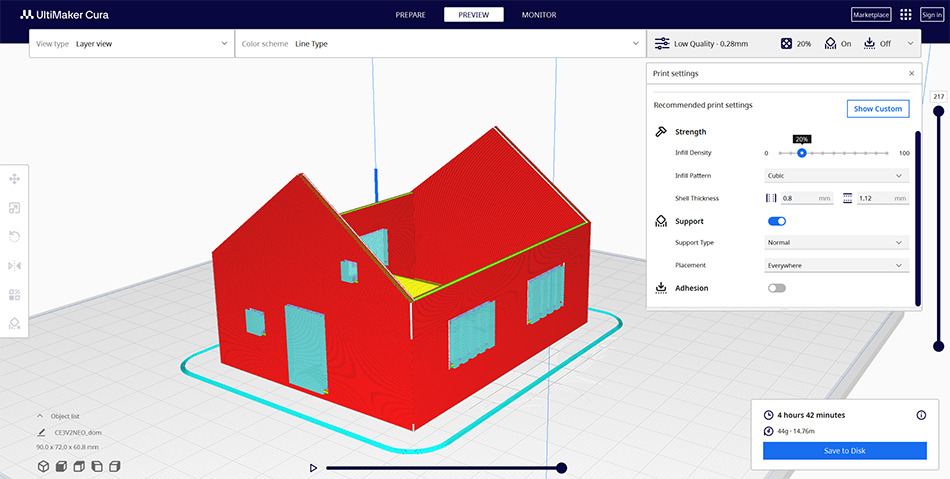 UltiMaker Cura
PREPARE
PREVIEW
MONITOR
Marketplace
Sign in
View type Layer view
Color scheme Line Type
Low Quality - 0.28mm
20%
On
Off
Print settings
Recommended print settings
Show Custom
217
Strength
20%
Infill Density 0 100
Infill Pattern Cubic
Shell Thickness 0.8 mm 1.12 mm
Support
Support Type Normal
Placement Everywhere
Adhesion
Object list
CE3V2NEO_dom
90.0 x 72.0 x 60.8 mm
4 hours 42 minutes
44g · 14.76m
Save to Disk